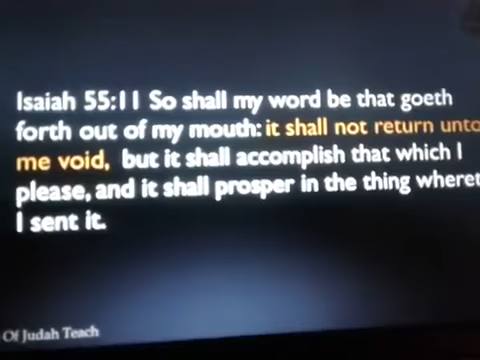 Isaiah 55:11 So shall my word be that goeth
forth out of my mouth: it shall not return unto
me void, but it shall accomplish that which I
please, and it shall prosper in the thing
I sent it.
Of Judah Teach